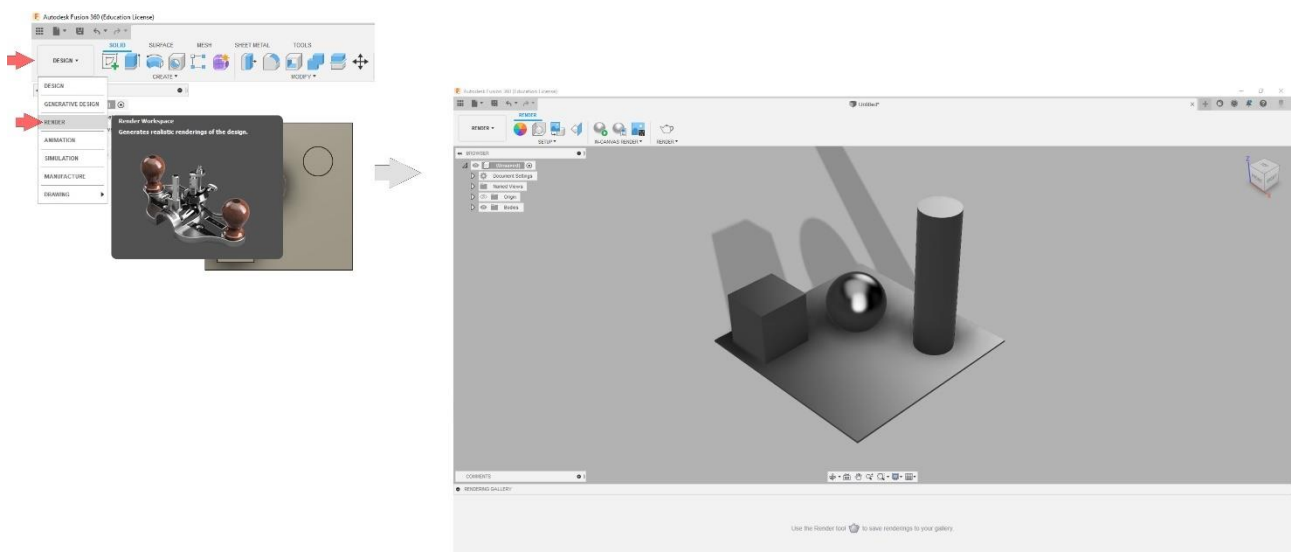 Autodesk Fusion 360 (Education License)
SOLID SURFACE MESH SHEET METAL TOOLS
DESIGN
CREATE MODIFY
DESIGN
GENERATIVE DESIGN
RENDER
ANIMATION
SIMULATION
MANUFACTURE
DRAWING
Render Workspace
Generates realistic renderings of the design.
Autodesk Fusion 360 (Education License)
Untitled*
RENDER
RENDER
SETUP IN-CANVAS RENDER RENDER
BROWSER
(Unsaved)
Document Settings
Named Views
Origin
Bodies
COMMENTS
RENDERING GALLERY
Use the Render tool to save renderings to your gallery.